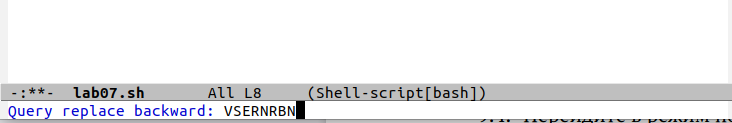 -:**-  lab07.sh       All L8     (Shell-script[bash])
Query replace backward: VSERNRBN